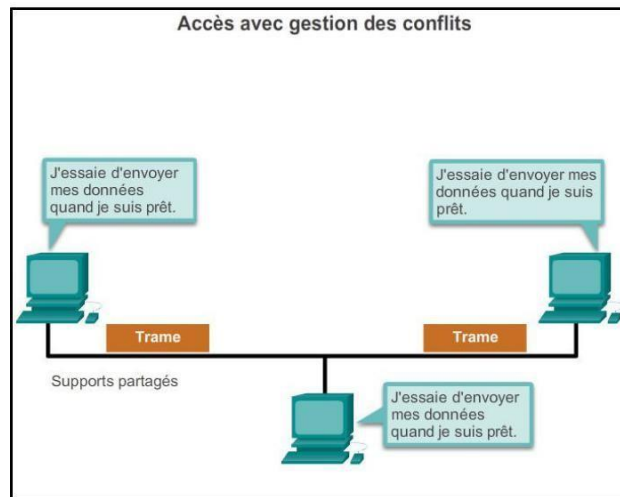 Accès avec gestion des conflits
J'essaie d'envoyer
mes données
quand je suis prêt.
J'essaie d'envoyer mes
données quand je suis
prêt.
Trame
Trame
Supports partagés
J'essaie d'envoyer
mes données
quand je suis prêt.